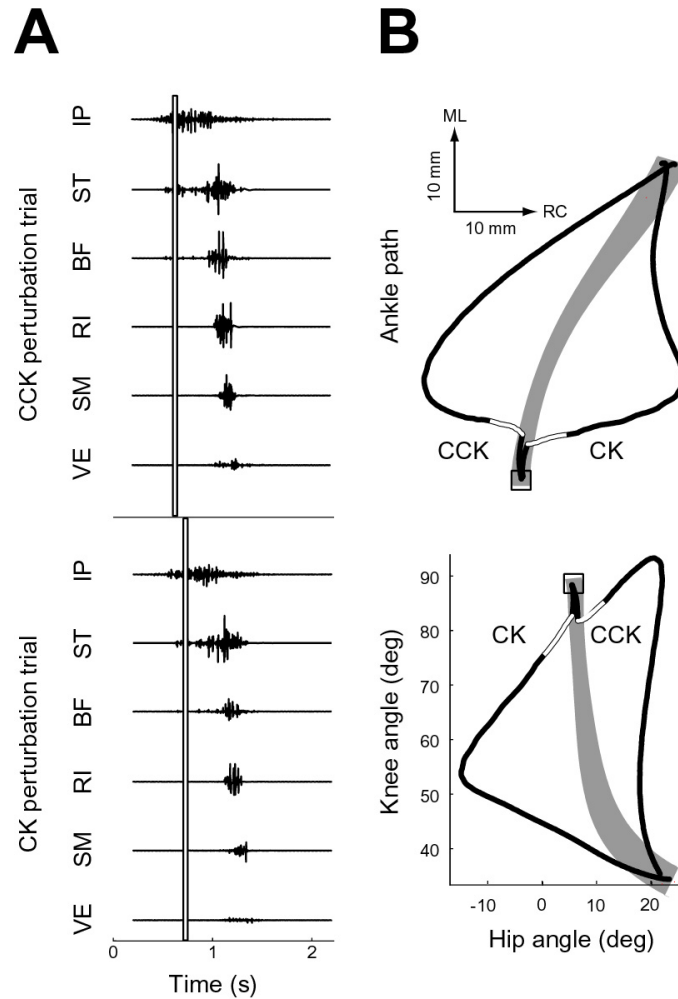 A
CCK perturbation trial
IP
ST
BF
RI
SM
VE
CK perturbation trial
IP
ST
BF
RI
SM
VE
0 1 2
Time (s)
B
Ankle path
ML
10 mm
RC
10 mm
CCK CK
Knee angle (deg)
90
80
70
60
50
40
CK CCK
-10 0 10 20
Hip angle (deg)